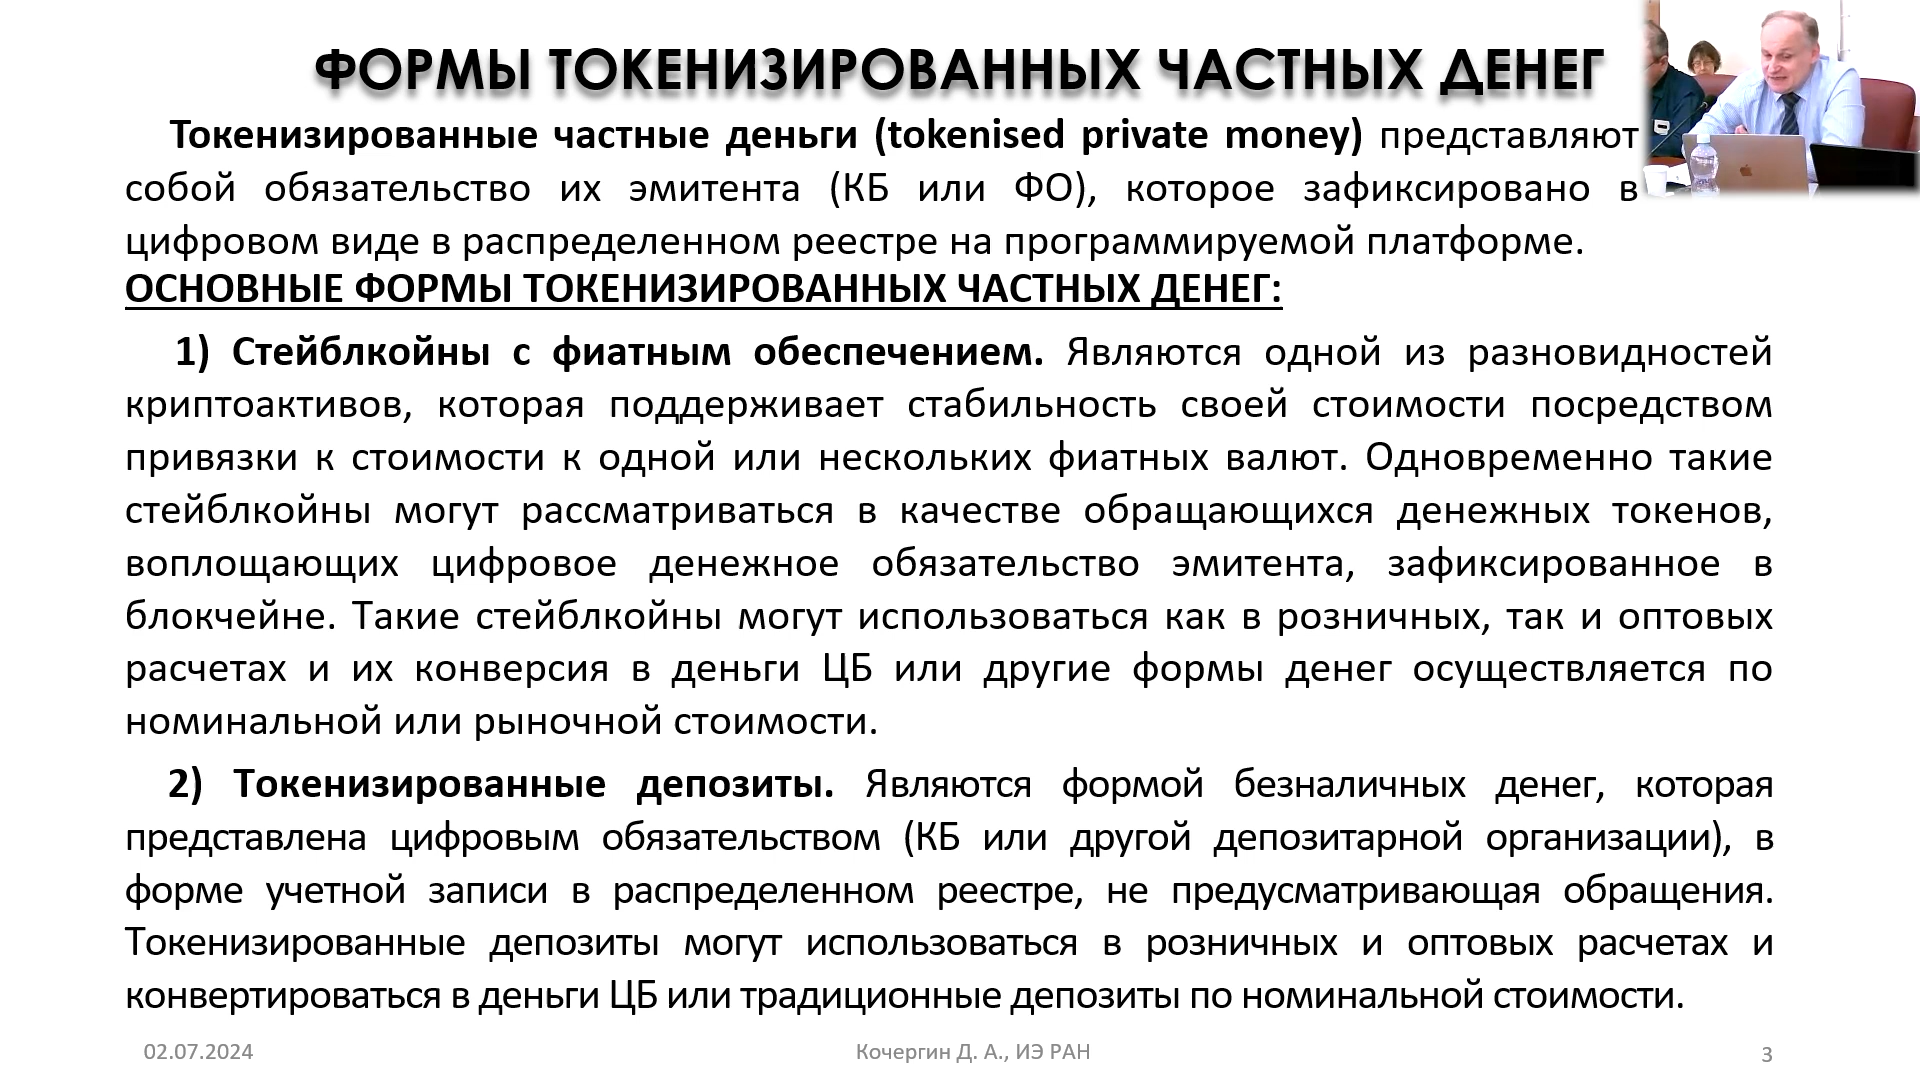 ФОРМЫ ТОКЕНИЗИРОВАННЫХ ЧАСТНЫХ ДЕНЕГ
Токенизированные частные деньги (tokenised private money) представляют
собой обязательство их эмитента (КБ или ФО), которое зафиксировано в
цифровом виде в распределенном реестре на программируемой платформе.
ОСНОВНЫЕ ФОРМЫ ТОКЕНИЗИРОВАННЫХ ЧАСТНЫХ ДЕНЕГ:
1) Стейблкойны с фиатным обеспечением. Являются одной из разновидностей
криптоактивов, которая поддерживает стабильность своей стоимости посредством
привязки к стоимости к одной или нескольких фиатных валют. Одновременно такие
стейблкойны могут рассматриваться в качестве обращающихся денежных токенов,
воплощающих цифровое денежное обязательство эмитента, зафиксированное в
блокчейне. Такие стейблкойны могут использоваться как в розничных, так и оптовых
расчетах и их конверсия в деньги ЦБ или другие формы денег осуществляется по
номинальной или рыночной стоимости.
2) Токенизированные депозиты. Являются формой безналичных денег, которая
представлена цифровым обязательством (КБ или другой депозитарной организации), в
форме учетной записи в распределенном реестре, не предусматривающая обращения.
Токенизированные депозиты могут использоваться в розничных и оптовых расчетах и
конвертироваться в деньги ЦБ или традиционные депозиты по номинальной стоимости.
02.07.2024
Кочергин Д. А., ИЭ РАН
3